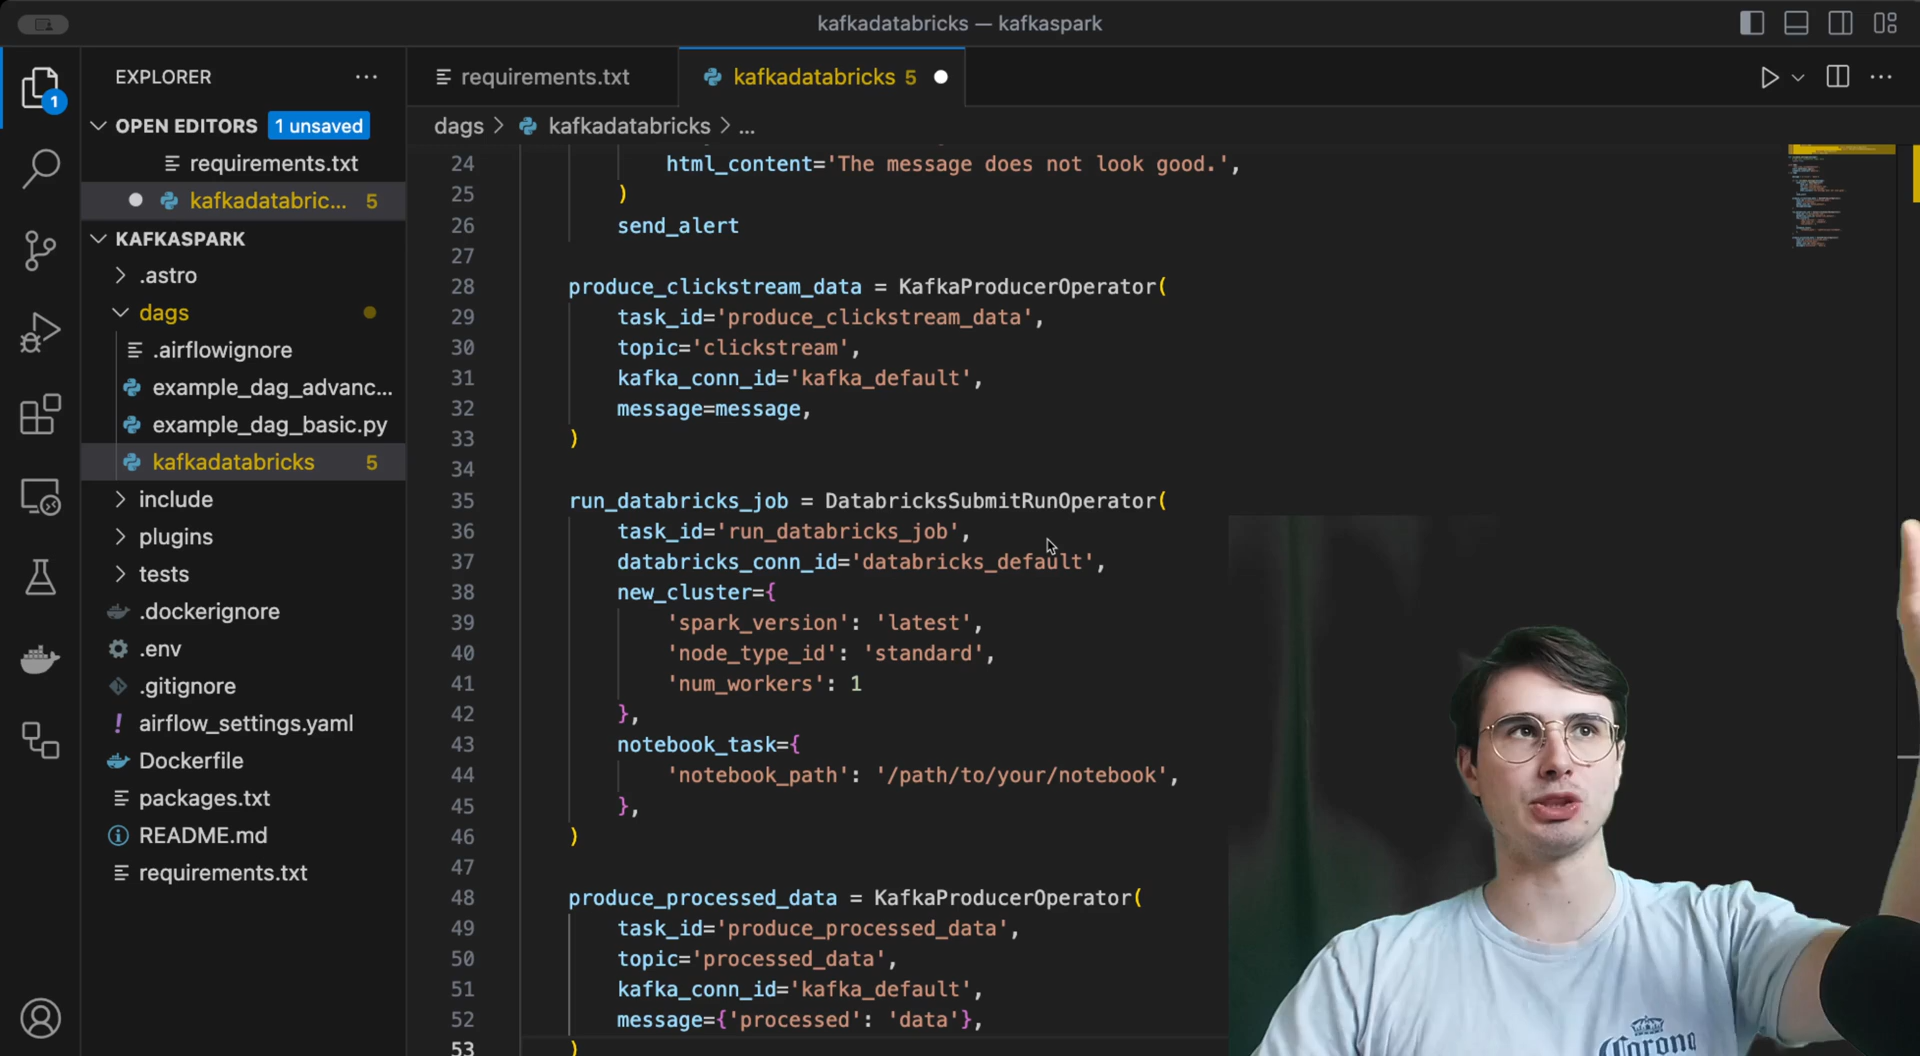 kafkadatabricks — kafkaspark
EXPLORER
OPEN EDITORS 1 unsaved
requirements.txt
kafkadatabric... 5
KAFKASPARK
.astro
dags
.airflowignore
example_dag_advanc...
example_dag_basic.py
kafkadatabricks 5
include
plugins
tests
.dockerignore
.env
.gitignore
airflow_settings.yaml
Dockerfile
packages.txt
README.md
requirements.txt
1
requirements.txt
kafkadatabricks 5
dags > kafkadatabricks > ...
24 html_content='The message does not look good.',
25 )
26 send_alert
27
28 produce_clickstream_data = KafkaProducerOperator(
29 task_id='produce_clickstream_data',
30 topic='clickstream',
31 kafka_conn_id='kafka_default',
32 message=message,
33 )
34
35 run_databricks_job = DatabricksSubmitRunOperator(
36 task_id='run_databricks_job',
37 databricks_conn_id='databricks_default',
38 new_cluster={
39 'spark_version': 'latest',
40 'node_type_id': 'standard',
41 'num_workers': 1
42 },
43 notebook_task={
44 'notebook_path': '/path/to/your/notebook',
45 },
46 )
47
48 produce_processed_data = KafkaProducerOperator(
49 task_id='produce_processed_data',
50 topic='processed_data',
51 kafka_conn_id='kafka_default',
52 message={'processed': 'data'},
53 )
Corona